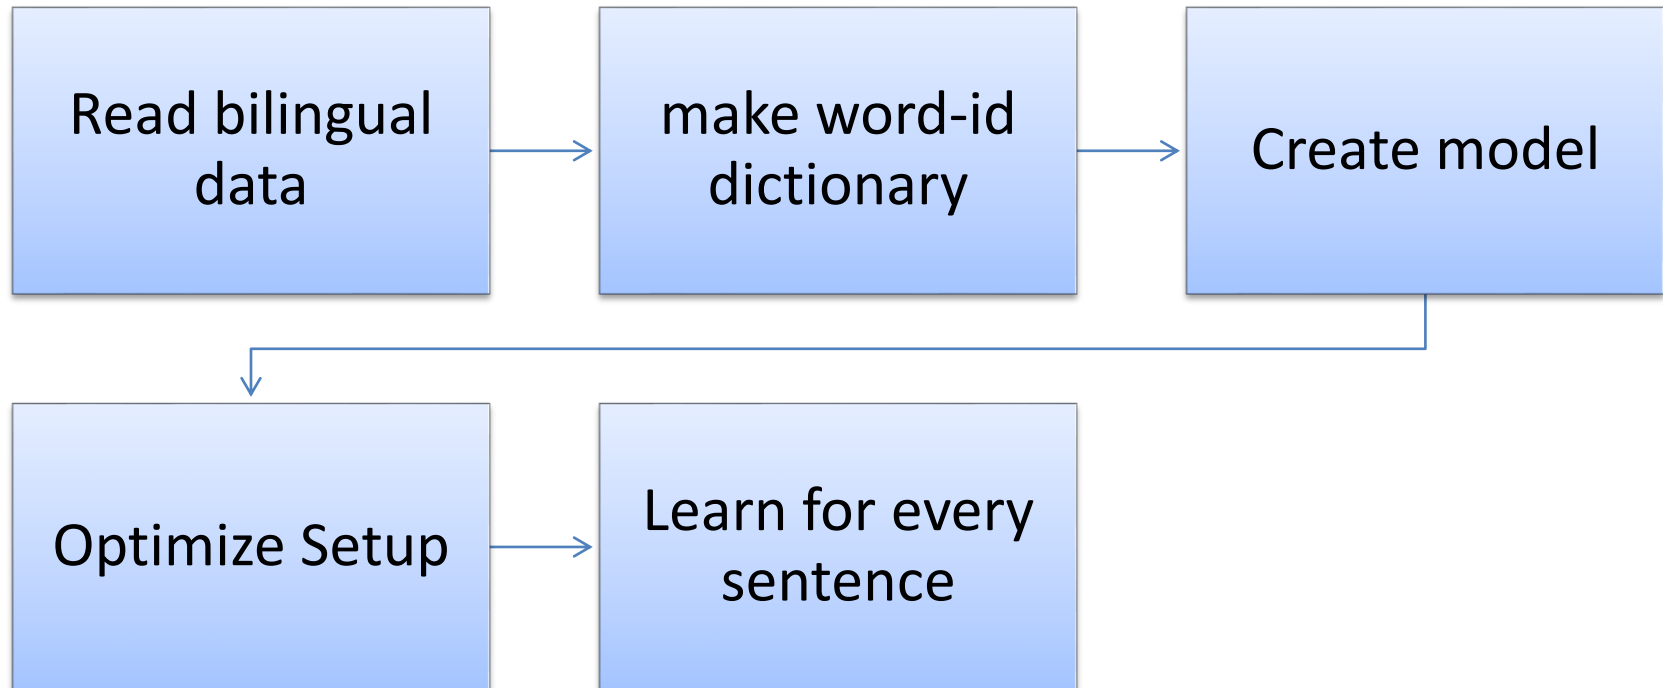 Read bilingual
data
make word-id
dictionary
Create model
Optimize Setup
Learn for every
sentence